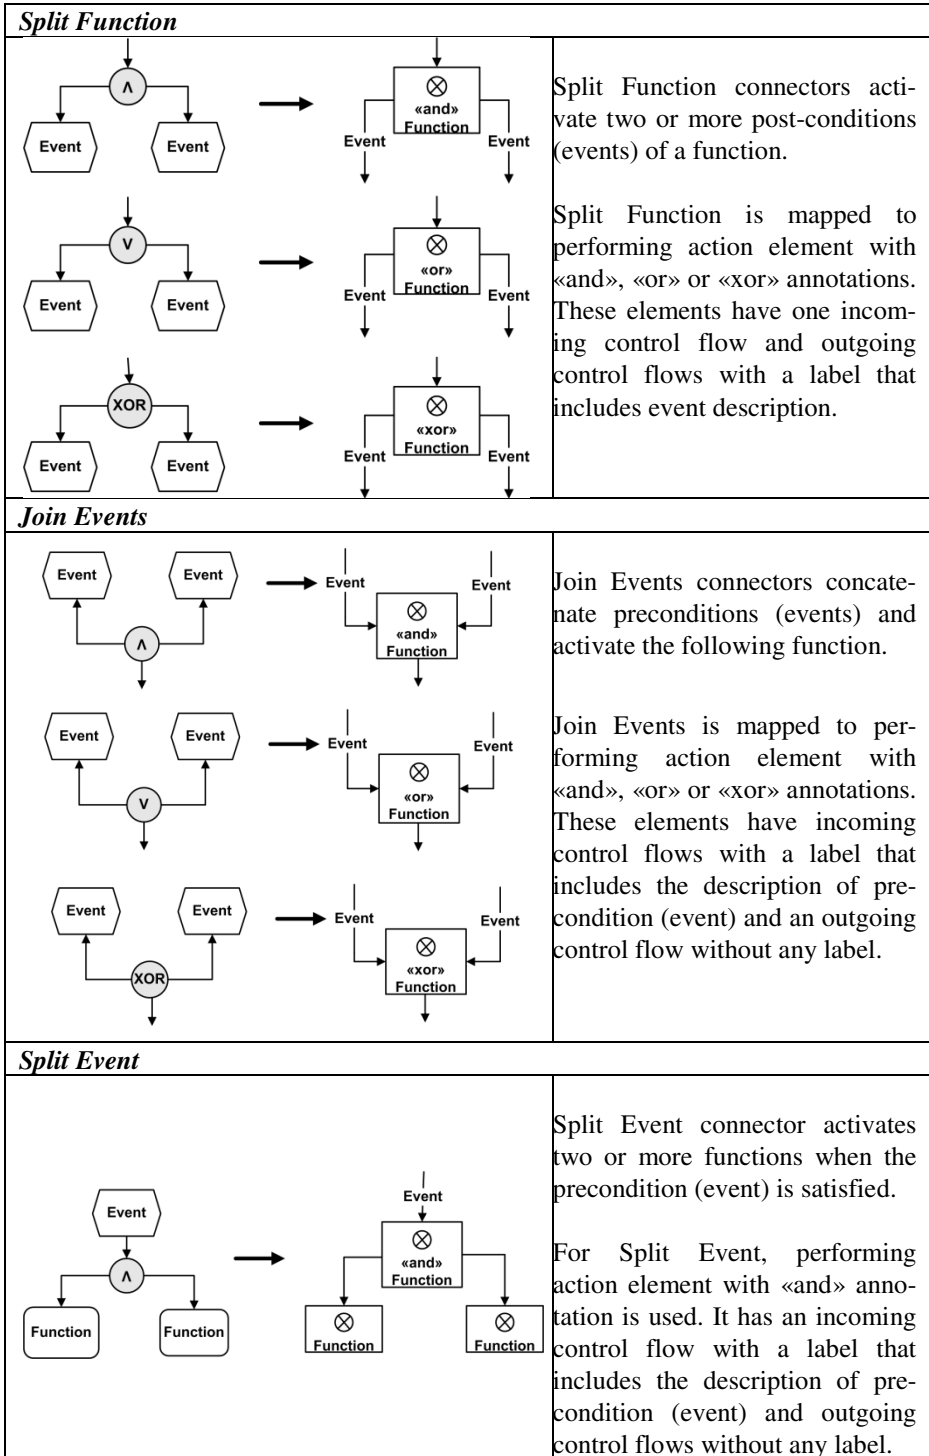 Split Function
Λ
Event
Event
⊗
«and»
Function
Event
Event
V
Event
Event
⊗
«or»
Function
Event
Event
XOR
Event
Event
⊗
«xor»
Function
Event
Event
Split Function connectors acti-
vate two or more post-conditions
(events) of a function.
Split Function is mapped to
performing action element with
«and», «or» or «xor» annotations.
These elements have one incom-
ing control flow and outgoing
control flows with a label that
includes event description.
Join Events
Event
Event
Λ
Event
Event
⊗
«and»
Function
Event
Event
V
Event
Event
⊗
«or»
Function
Event
Event
XOR
Event
Event
⊗
«xor»
Function
Join Events connectors concate-
nate preconditions (events) and
activate the following function.
Join Events is mapped to per-
forming action element with
«and», «or» or «xor» annotations.
These elements have incoming
control flows with a label that
includes the description of pre-
condition (event) and an outgoing
control flow without any label.
Split Event
Event
Λ
Function
Function
Event
⊗
«and»
Function
⊗
Function
⊗
Function
Split Event connector activates
two or more functions when the
precondition (event) is satisfied.
For Split Event, performing
action element with «and» anno-
tation is used. It has an incoming
control flow with a label that
includes the description of pre-
condition (event) and outgoing
control flows without any label.